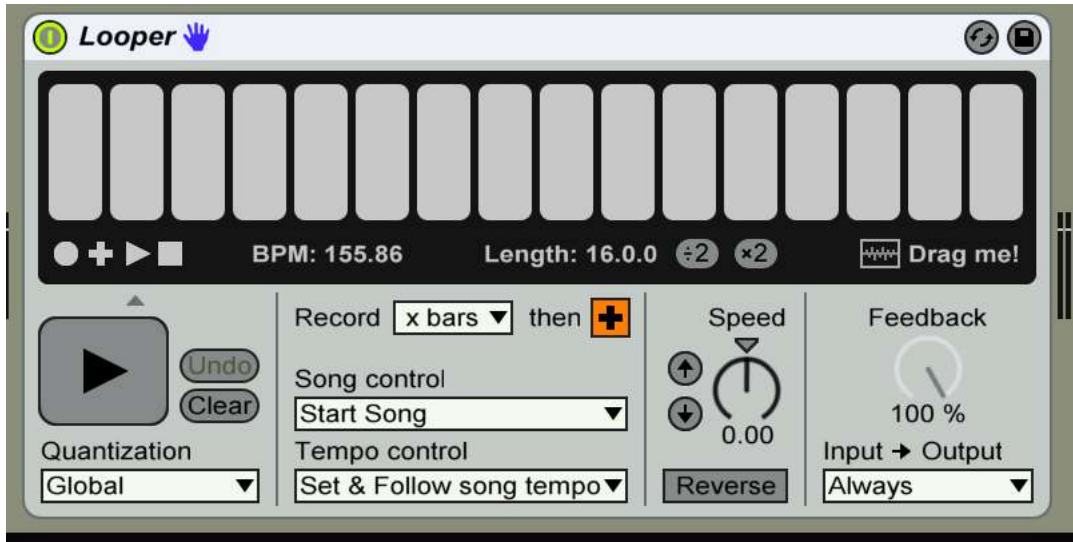 Looper
BPM: 155.86 Length: 16.0.0 ÷2 ×2 Drag me!
Record x bars then
Speed
Feedback
Undo
Song control
Clear
Start Song
100 %
0.00
Quantization
Tempo control
Input → Output
Global
Set & Follow song tempo
Reverse
Always